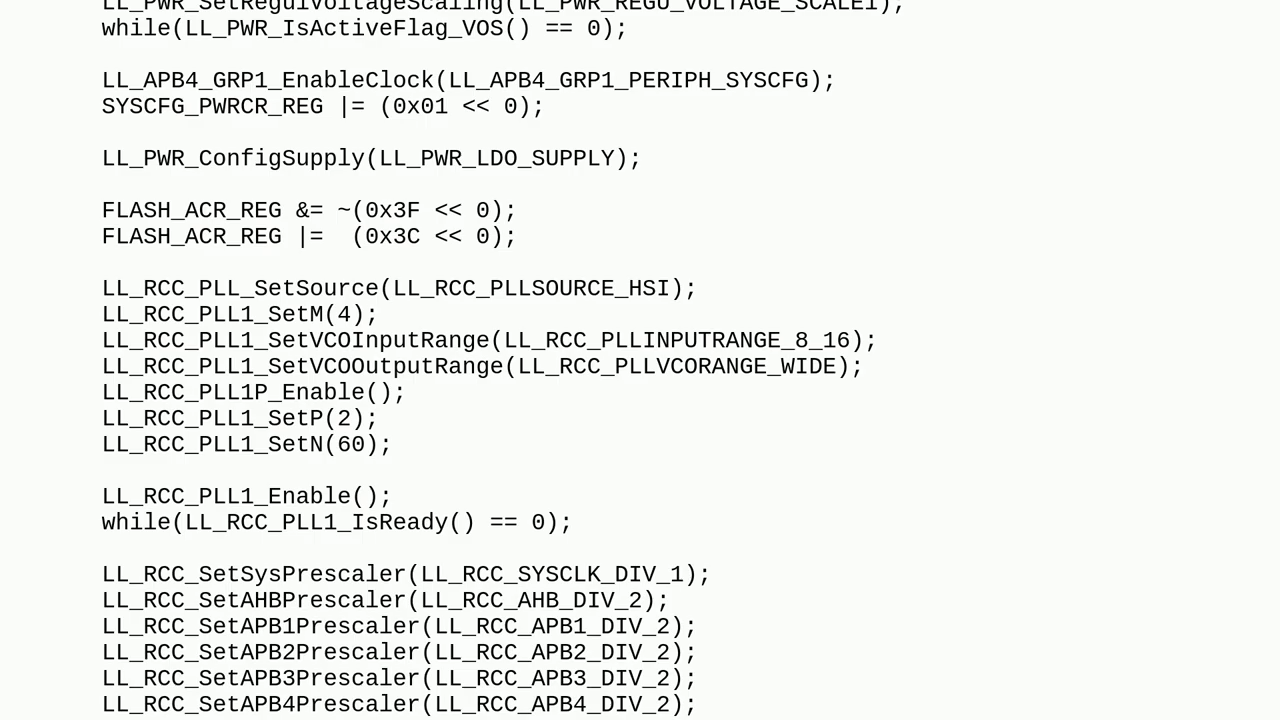 LL_PWR_SetRegulVoltageScaling(LL_PWR_REGU_VOLTAGE_SCALE1);
while(LL_PWR_IsActiveFlag_VOS() == 0);
LL_APB4_GRP1_EnableClock(LL_APB4_GRP1_PERIPH_SYSCFG);
SYSCFG_PWRCR_REG |= (0x01 << 0);
LL_PWR_ConfigSupply(LL_PWR_LDO_SUPPLY);
FLASH_ACR_REG &= ~(0x3F << 0);
FLASH_ACR_REG |=  (0x3C << 0);
LL_RCC_PLL_SetSource(LL_RCC_PLLSOURCE_HSI);
LL_RCC_PLL1_SetM(4);
LL_RCC_PLL1_SetVCOInputRange(LL_RCC_PLLINPUTRANGE_8_16);
LL_RCC_PLL1_SetVCOOutputRange(LL_RCC_PLLVCORANGE_WIDE);
LL_RCC_PLL1P_Enable();
LL_RCC_PLL1_SetP(2);
LL_RCC_PLL1_SetN(60);
LL_RCC_PLL1_Enable();
while(LL_RCC_PLL1_IsReady() == 0);
LL_RCC_SetSysPrescaler(LL_RCC_SYSCLK_DIV_1);
LL_RCC_SetAHBPrescaler(LL_RCC_AHB_DIV_2);
LL_RCC_SetAPB1Prescaler(LL_RCC_APB1_DIV_2);
LL_RCC_SetAPB2Prescaler(LL_RCC_APB2_DIV_2);
LL_RCC_SetAPB3Prescaler(LL_RCC_APB3_DIV_2);
LL_RCC_SetAPB4Prescaler(LL_RCC_APB4_DIV_2);